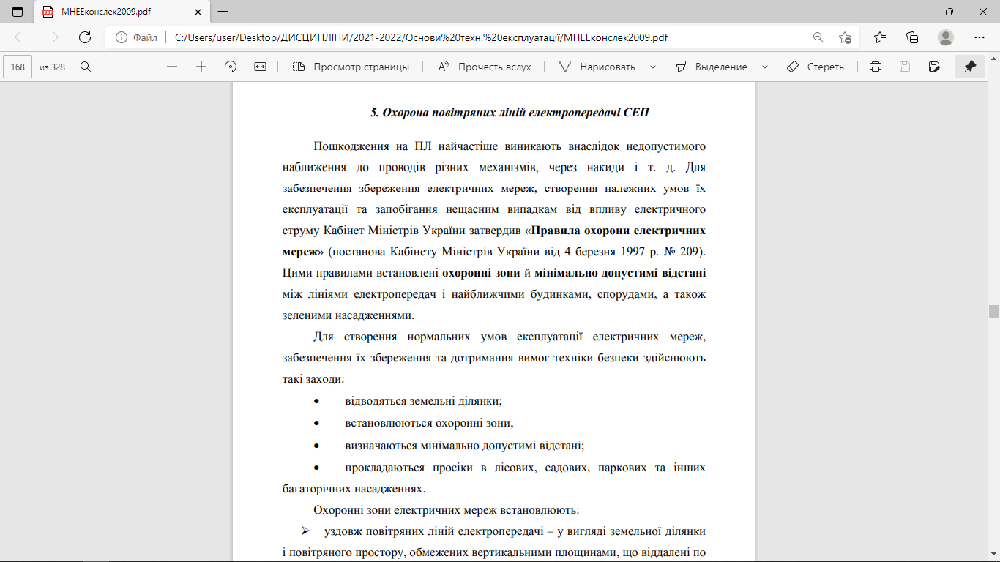 МНЕЕконслек2009.pdf
Файл C:/Users/user/Desktop/ДИСЦИПЛІНИ/2021-2022/Основи%20техн.%20експлуатації/МНЕЕконслек2009.pdf
168 из 328 Просмотр страницы Прочесть вслух Нарисовать Выделение Стереть
5. Охорона повітряних ліній електропередачі СЕП
Пошкодження на ПЛ найчастіше виникають внаслідок недопустимого
наближення до проводів різних механізмів, через накиди і т. д. Для
забезпечення збереження електричних мереж, створення належних умов їх
експлуатації та запобігання нещасним випадкам від впливу електричного
струму Кабінет Міністрів України затвердив «Правила охорони електричних
мереж» (постанова Кабінету Міністрів України від 4 березня 1997 р. № 209).
Цими правилами встановлені охоронні зони й мінімально допустимі відстані
між лініями електропередач і найближчими будинками, спорудами, а також
зеленими насадженнями.
Для створення нормальних умов експлуатації електричних мереж,
забезпечення їх збереження та дотримання вимог техніки безпеки здійснюють
такі заходи:
• відводяться земельні ділянки;
• встановлюються охоронні зони;
• визначаються мінімально допустимі відстані;
• прокладаються просіки в лісових, садових, паркових та інших
багаторічних насадженнях.
Охоронні зони електричних мереж встановлюють:
➢ уздовж повітряних ліній електропередачі – у вигляді земельної ділянки
і повітряного простору, обмежених вертикальними площинами, що віддалені по